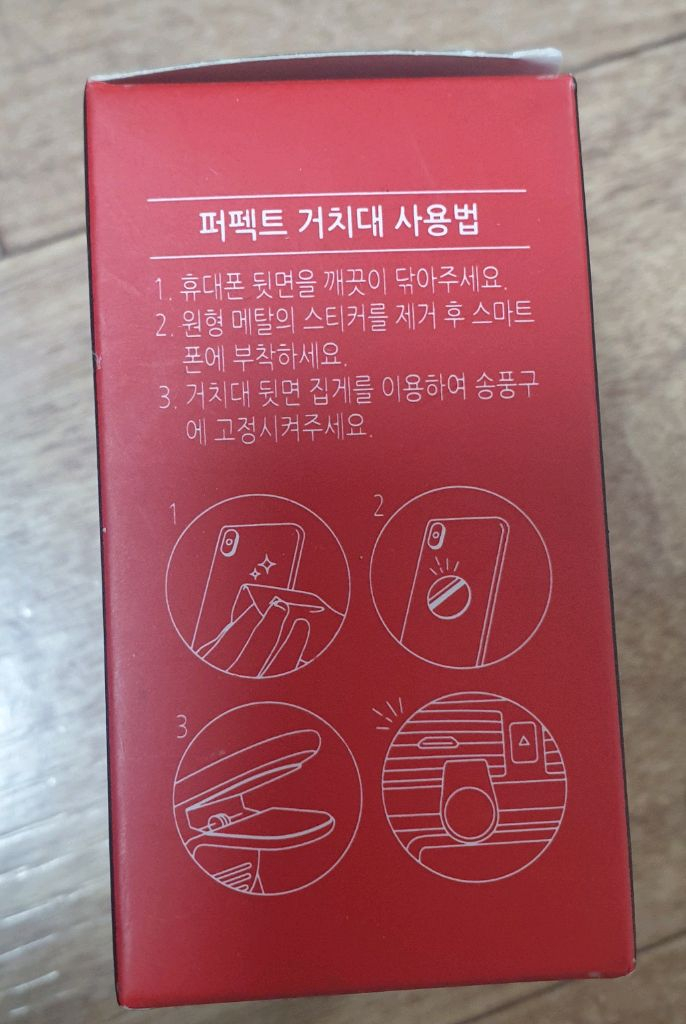 퍼펙트 거치대 사용법
1. 휴대폰 뒷면을 깨끗이 닦아주세요.
2. 원형 메탈의 스티커를 제거 후 스마트
폰에 부착하세요.
3. 거치대 뒷면 집게를 이용하여 송풍구
에 고정시켜주세요.
1
2
3